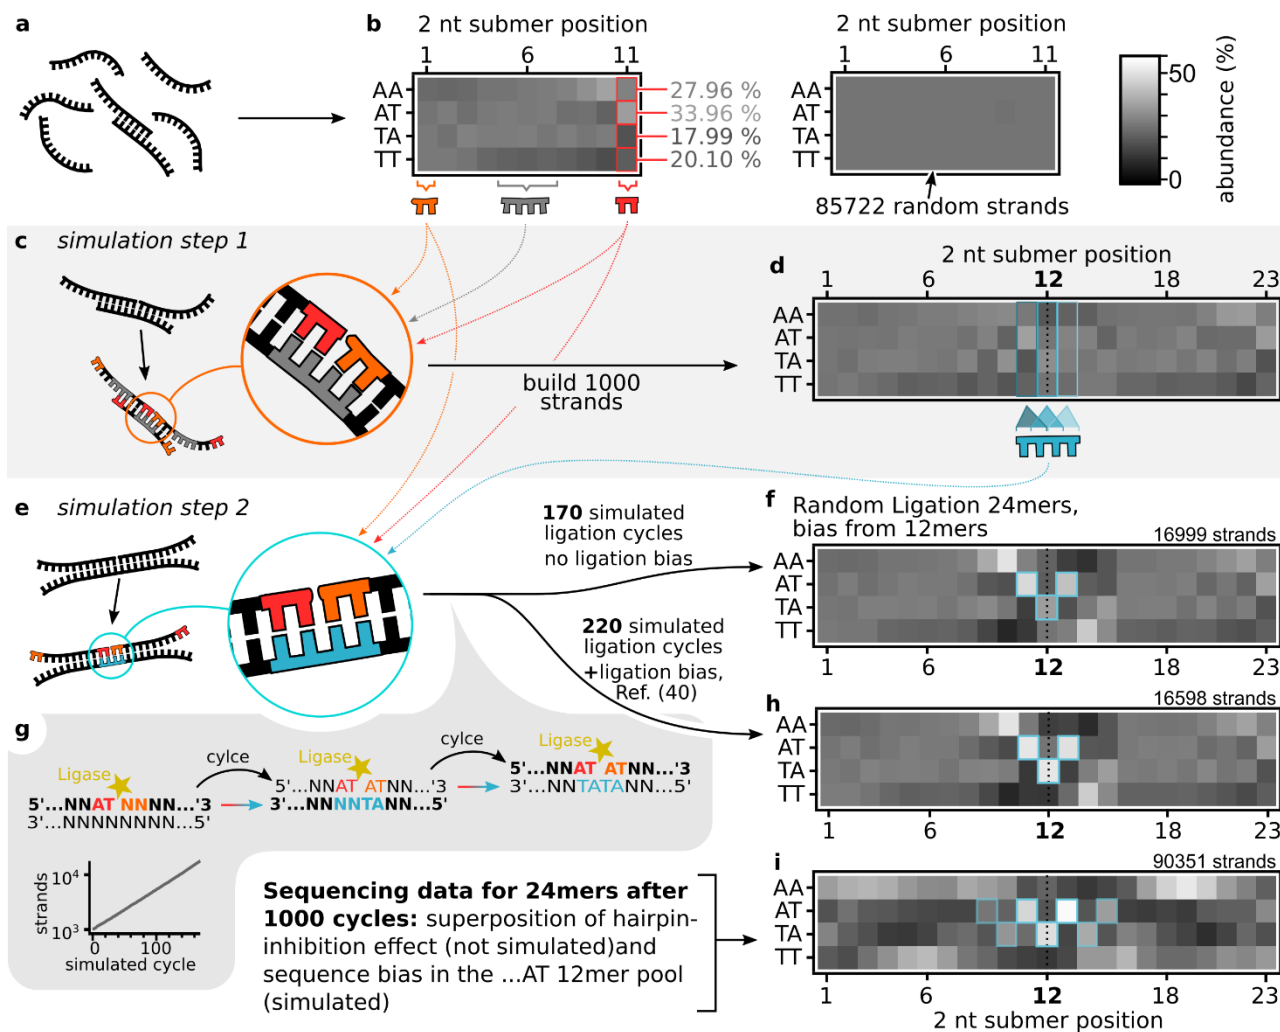 a
b
2 nt submer position
1 6 11
AA
AT
TA
TT
27.96 %
33.96 %
17.99 %
20.10 %
2 nt submer position
1 6 11
AA
AT
TA
TT
85722 random strands
50
0
abundance (%)
c simulation step 1
build 1000
strands
d
2 nt submer position
1 6 12 18 23
AA
AT
TA
TT
e simulation step 2
170 simulated
ligation cycles
no ligation bias
220 simulated
ligation cycles
+ligation bias,
Ref. (40)
f Random Ligation 24mers,
bias from 12mers
16999 strands
AA
AT
TA
TT
1 6 12 18 23
g
Ligase
cylce
5'...NNAT NNNN...'3
3'...NNNNNNNN...5'
Ligase
cylce
5'...NNAT ATNN...'3
3'...NNNNTANN...5'
Ligase
5'...NNAT ATNN...'3
3'...NNTATANN...5'
strands
10⁴
10³
0 100
simulated cycle
h
16598 strands
AA
AT
TA
TT
1 6 12 18 23
Sequencing data for 24mers after
1000 cycles: superposition of hairpin-
inhibition effect (not simulated)and
sequence bias in the ...AT 12mer pool
(simulated)
i
90351 strands
AA
AT
TA
TT
1 6 12 18 23
2 nt submer position